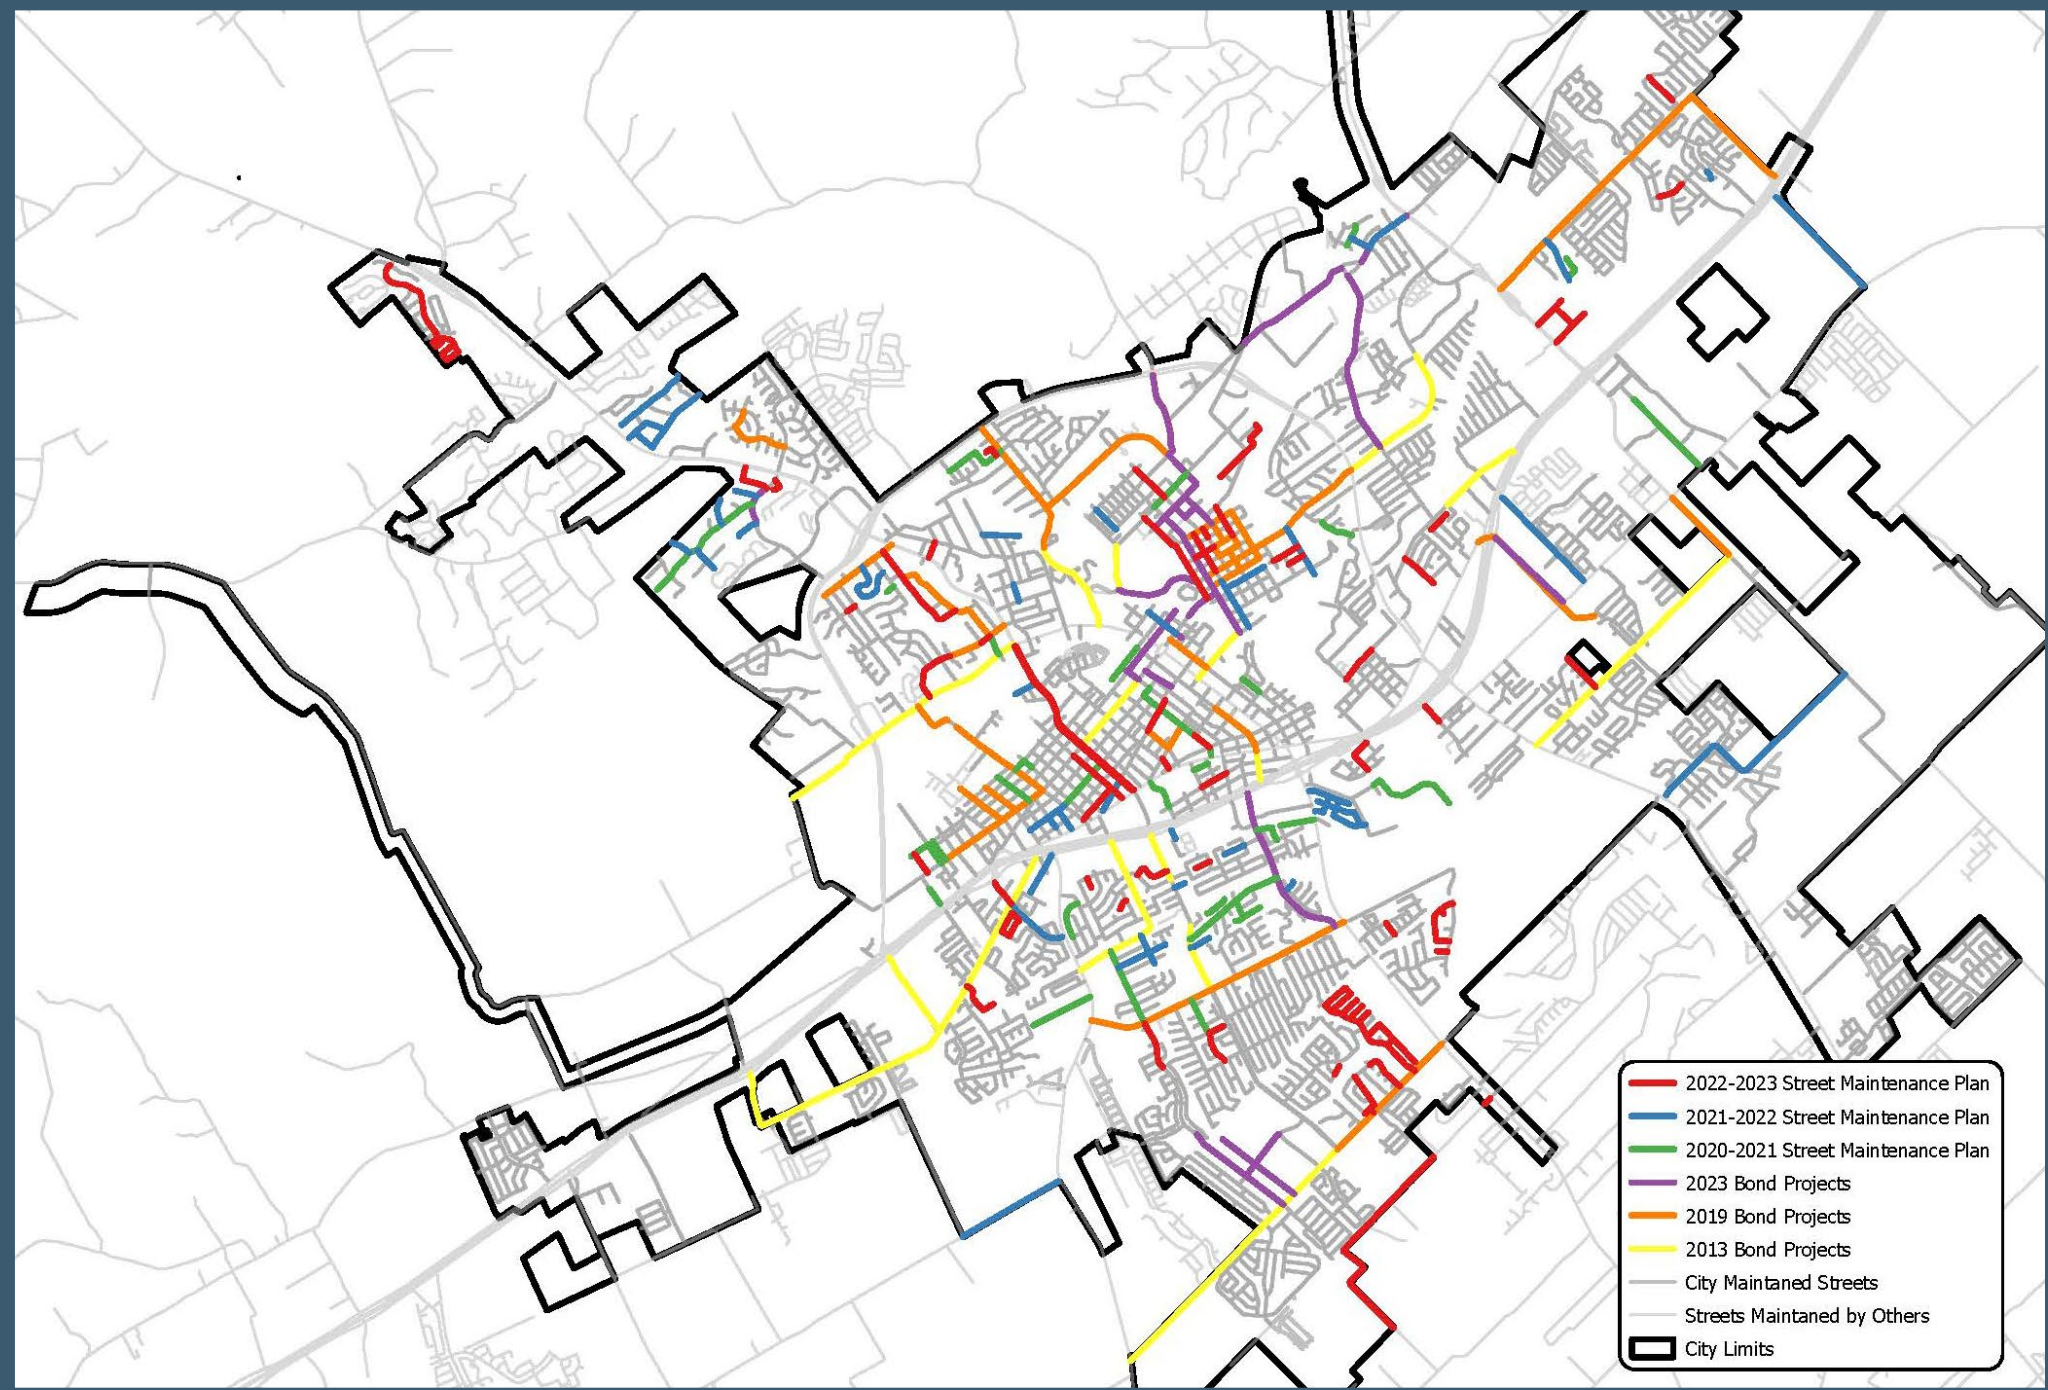 2022-2023 Street Maintenance Plan
2021-2022 Street Maintenance Plan
2020-2021 Street Maintenance Plan
2023 Bond Projects
2019 Bond Projects
2013 Bond Projects
City Maintaned Streets
Streets Maintaned by Others
City Limits